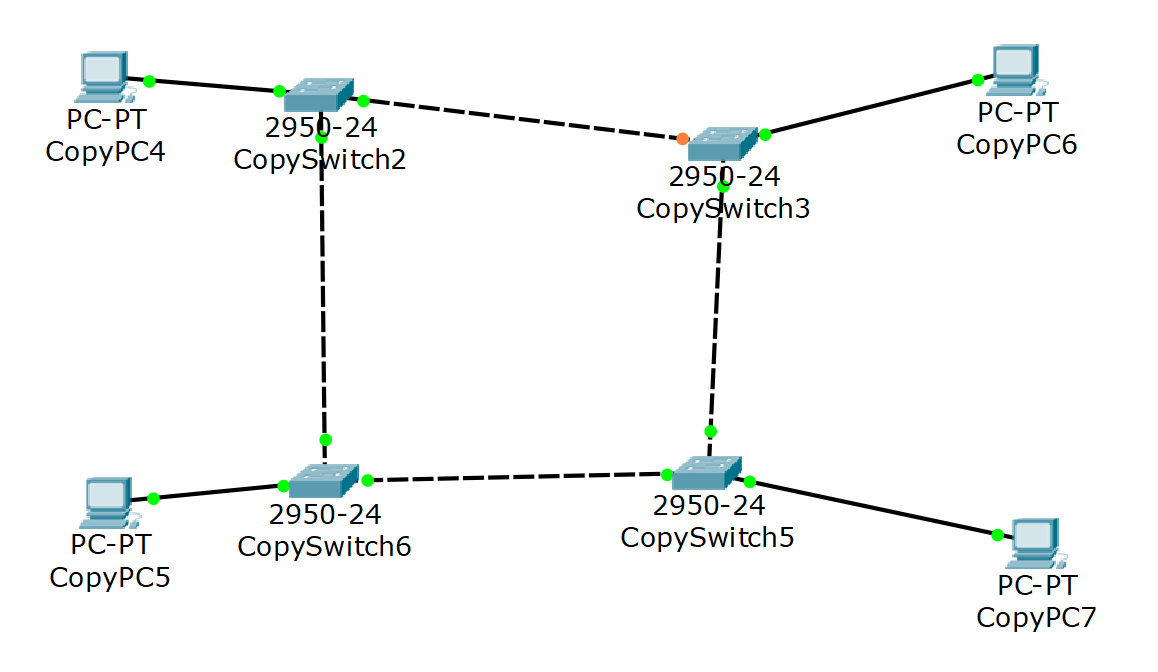 PC-PT
CopyPC4
2950-24
CopySwitch2
2950-24
CopySwitch3
PC-PT
CopyPC6
PC-PT
CopyPC5
2950-24
CopySwitch6
2950-24
CopySwitch5
PC-PT
CopyPC7